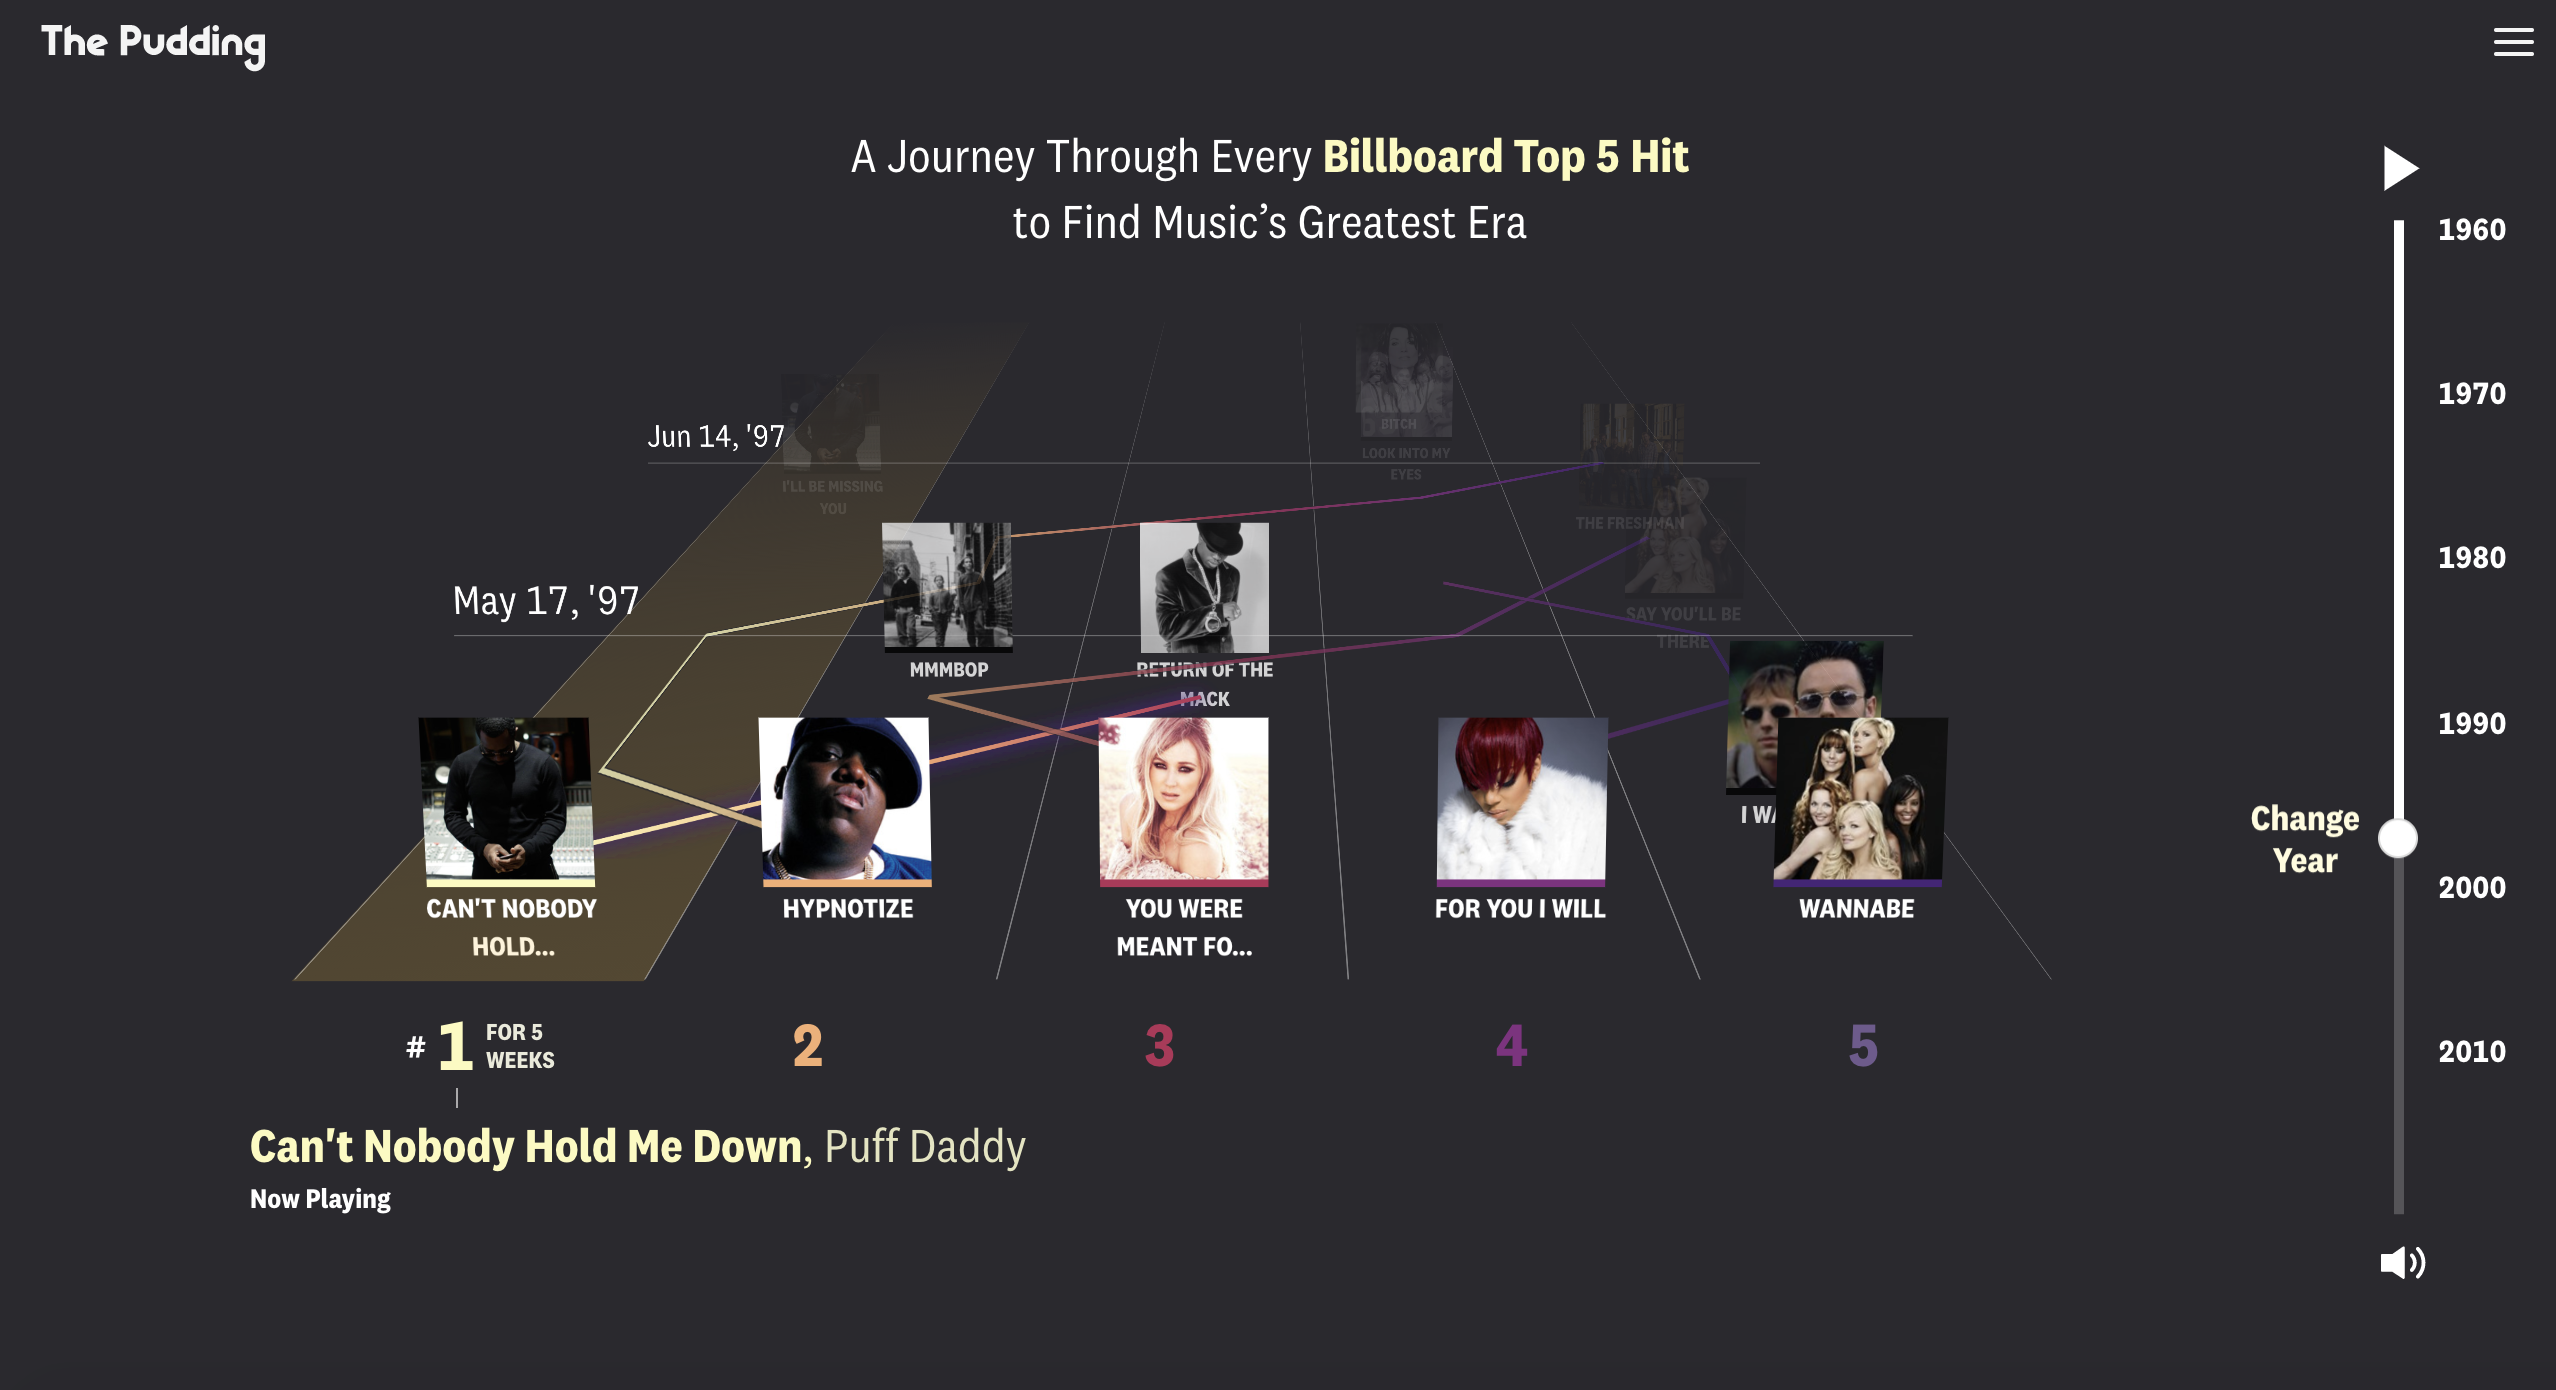 The Pudding
A Journey Through Every Billboard Top 5 Hit
to Find Music's Greatest Era
1960
1970
1980
1990
2000
2010
Change
Year
Jun 14, '97
I'LL BE MISSING
YOU
BITCH
LOOK INTO MY
EYES
THE FRESHMAN
SAY YOU'LL BE
THERE
May 17, '97
MMMBOP
RETURN OF THE
MACK
I WA
CAN'T NOBODY
HOLD...
HYPNOTIZE
YOU WERE
MEANT FO...
FOR YOU I WILL
WANNABE
# 1 FOR 5
WEEKS
2
3
4
5
Can't Nobody Hold Me Down, Puff Daddy
Now Playing